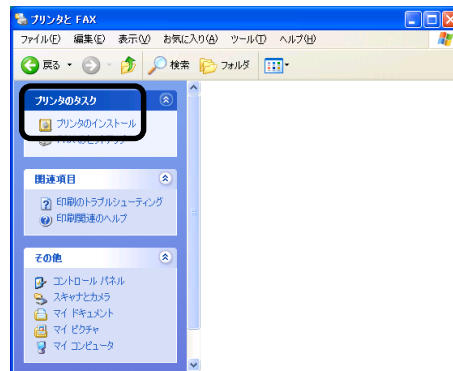 プリンタと FAX
ファイル(F) 編集(E) 表示(V) お気に入り(A) ツール(T) ヘルプ(H)
戻る 検索 フォルダ
プリンタのタスク
プリンタのインストール
関連項目
印刷のトラブルシューティング
印刷関連のヘルプ
その他
コントロール パネル
スキャナとカメラ
マイ ドキュメント
マイ ピクチャ
マイ コンピュータ